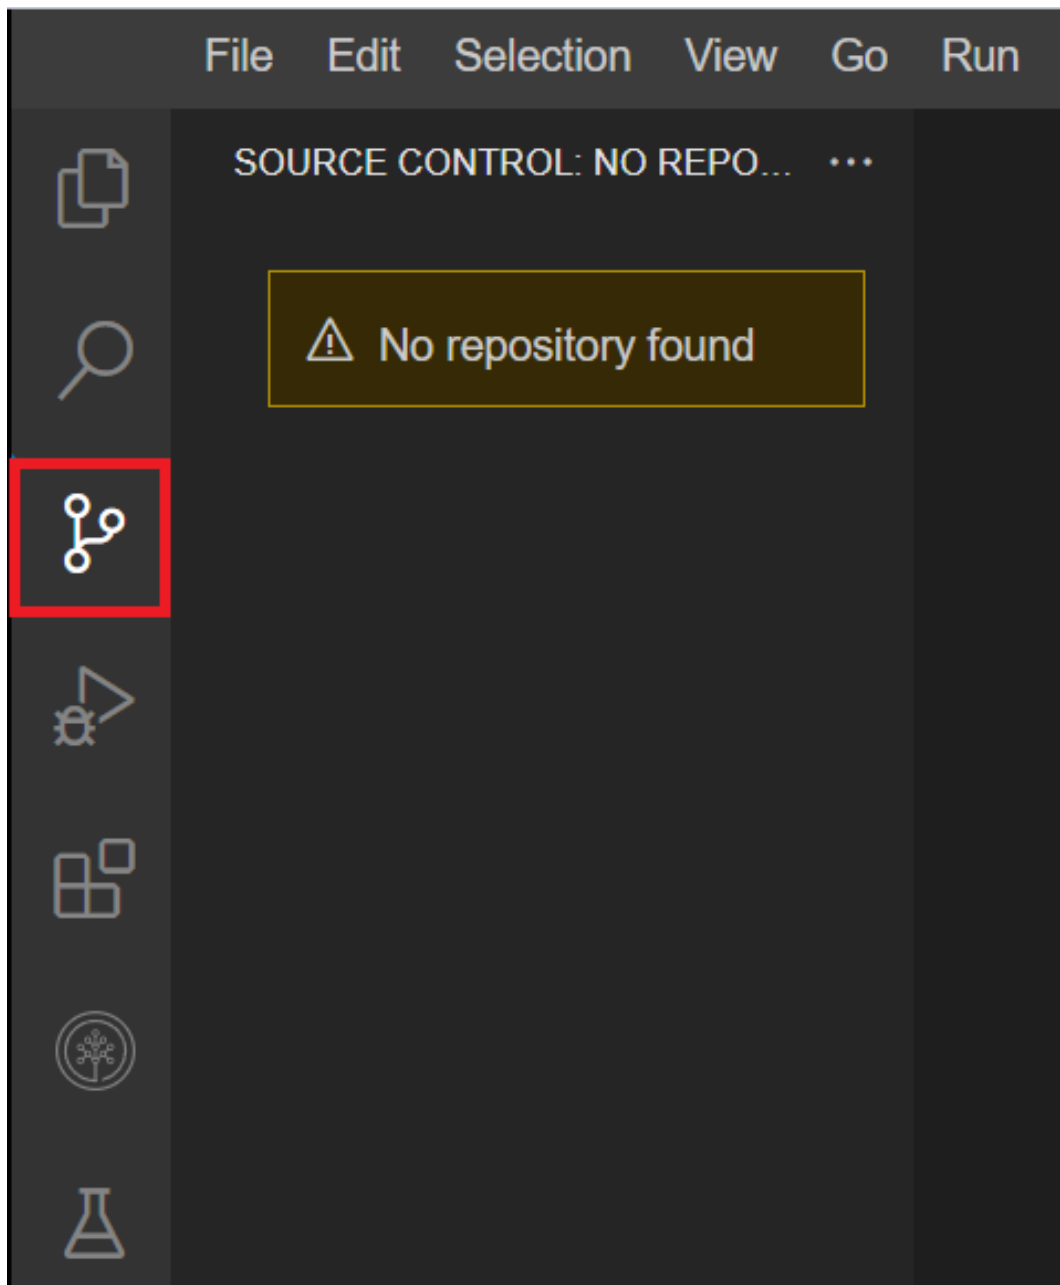 File Edit Selection View Go Run
SOURCE CONTROL: NO REPO... ···
No repository found